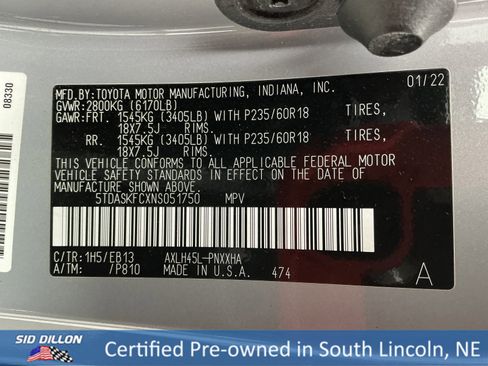 08330
MFD.BY:TOYOTA MOTOR MANUFACTURING, INDIANA, INC. 01/22
GVWR:2800KG (6170LB)
GAWR:FRT. 1545KG (3405LB) WITH P235/60R18 TIRES,
18X7.5J RIMS.
RR. 1545KG (3405LB) WITH P235/60R18 TIRES,
18X7.5J RIMS.
THIS VEHICLE CONFORMS TO ALL APPLICABLE FEDERAL MOTOR
VEHICLE SAFETY STANDARDS IN EFFECT ON THE DATE OF
MANUFACTURE SHOWN ABOVE.
5TDASKFCXNS051750 MPV
C/TR:1H5/EB13 AXLH45L-PNXXHA
A/TM: /P810 MADE IN U.S.A. 474 A
SID DILLON
Certified Pre-owned in South Lincoln, NE